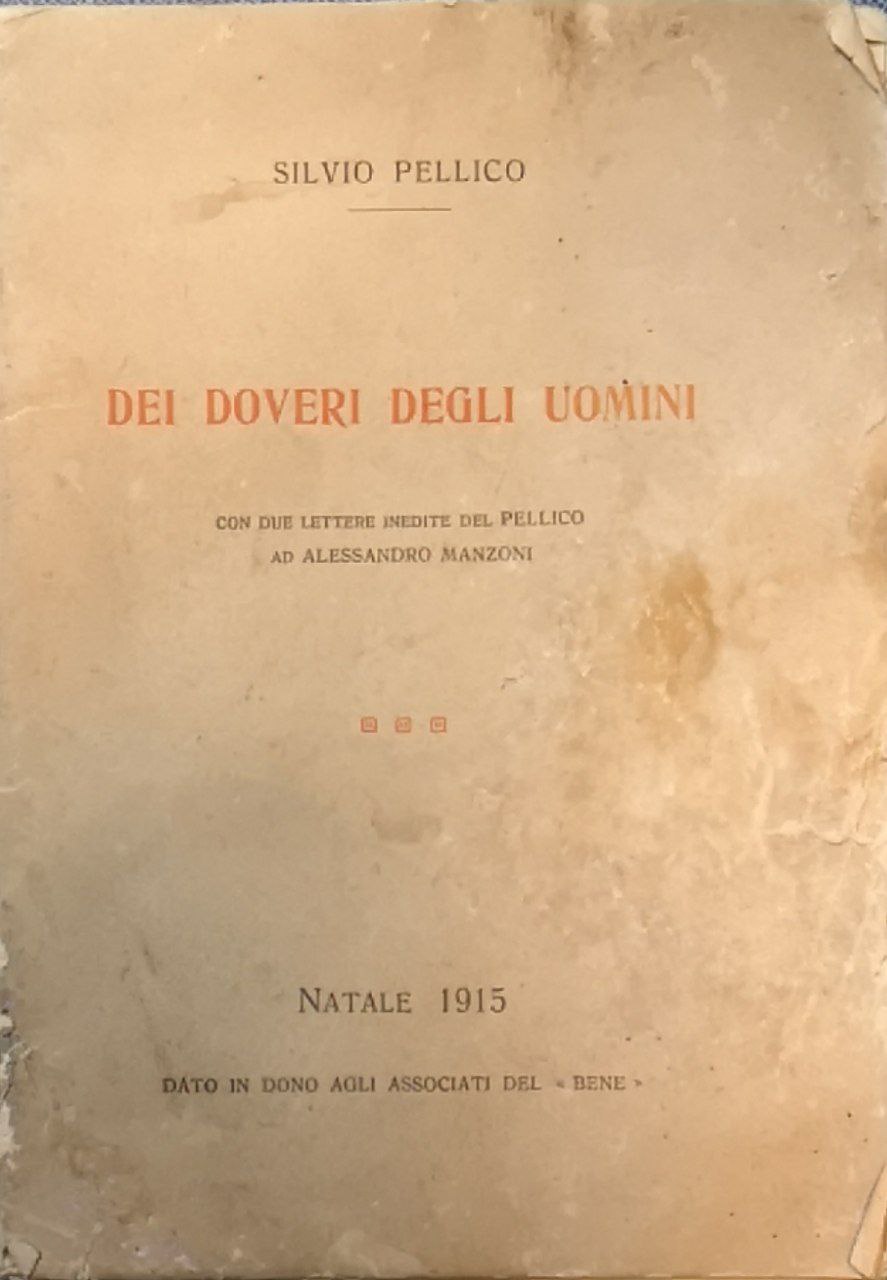 SILVIO PELLICO
DEI DOVERI DEGLI UOMINI
CON DUE LETTERE INEDITE DEL PELLICO
AD ALESSANDRO MANZONI
NATALE 1915
DATO IN DONO AGLI ASSOCIATI DEL « BENE »